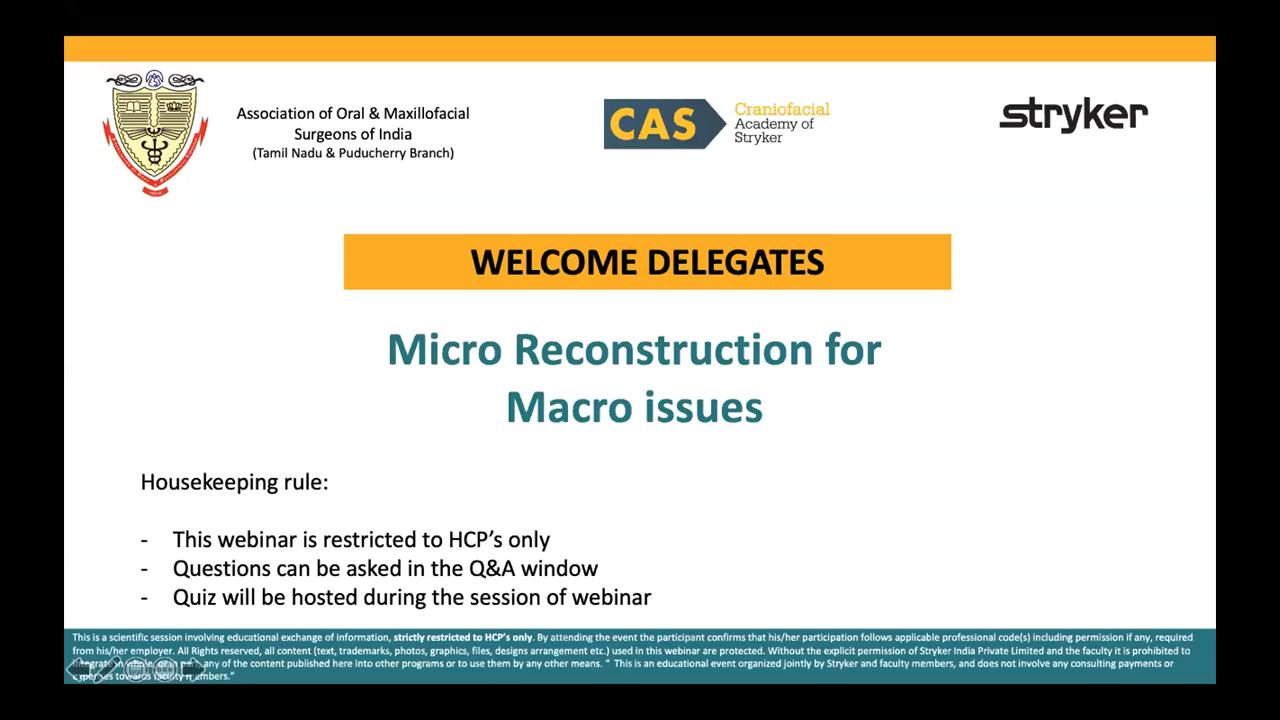 Association of Oral & Maxillofacial
Surgeons of India
(Tamil Nadu & Puducherry Branch)
CAS
Craniofacial
Academy of
Stryker
stryker
WELCOME DELEGATES
Micro Reconstruction for
Macro issues
Housekeeping rule:
- This webinar is restricted to HCP's only
- Questions can be asked in the Q&A window
- Quiz will be hosted during the session of webinar
This is a scientific session involving educational exchange of information, strictly restricted to HCP's only. By attending the event the participant confirms that his/her participation follows applicable professional code(s) including permission if any, required
from his/her employer. All Rights reserved, all content (text, trademarks, photos, graphics, files, designs arrangement etc.) used in this webinar are protected. Without the explicit permission of Stryker India Private Limited and the faculty it is prohibited to
integrate in whole, or in any of the content published here into other programs or to use them by any other means. " This is an educational event organized jointly by Stryker and faculty members, and does not involve any consulting payments or
expenses towards faculty members."